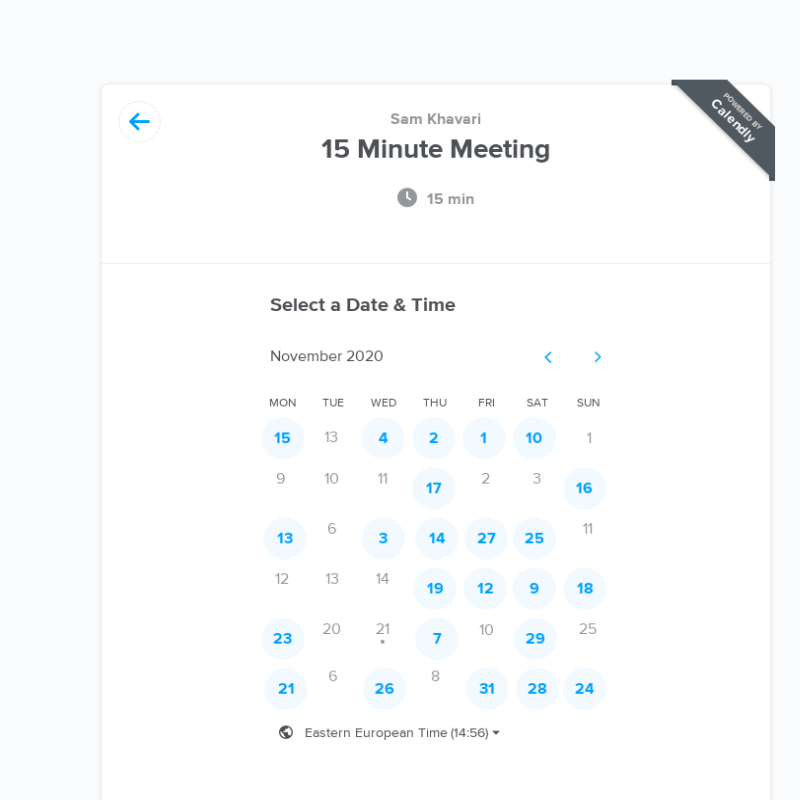 POWERED BY
Calendly
Sam Khavari
15 Minute Meeting
15 min
Select a Date & Time
November 2020
MON TUE WED THU FRI SAT SUN
15 13 4 2 1 10 1
9 10 11 17 2 3 16
13 6 3 14 27 25 11
12 13 14 19 12 9 18
23 20 21 7 10 29 25
21 6 26 8 31 28 24
Eastern European Time (14:56)